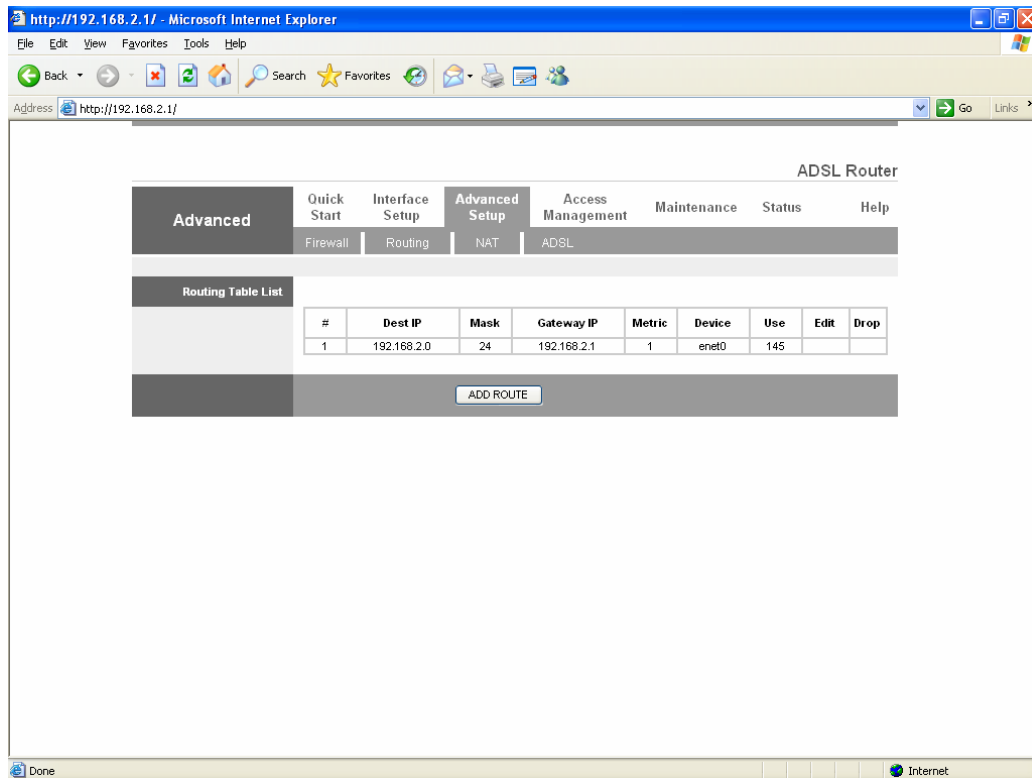 http://192.168.2.1/ - Microsoft Internet Explorer
File Edit View Favorites Tools Help
Back Search Favorites
Address http://192.168.2.1/ Go Links
ADSL Router
Advanced
Quick Start Interface Setup Advanced Setup Access Management Maintenance Status Help
Firewall Routing NAT ADSL
Routing Table List
# Dest IP Mask Gateway IP Metric Device Use Edit Drop
1 192.168.2.0 24 192.168.2.1 1 enet0 145
ADD ROUTE
Done Internet